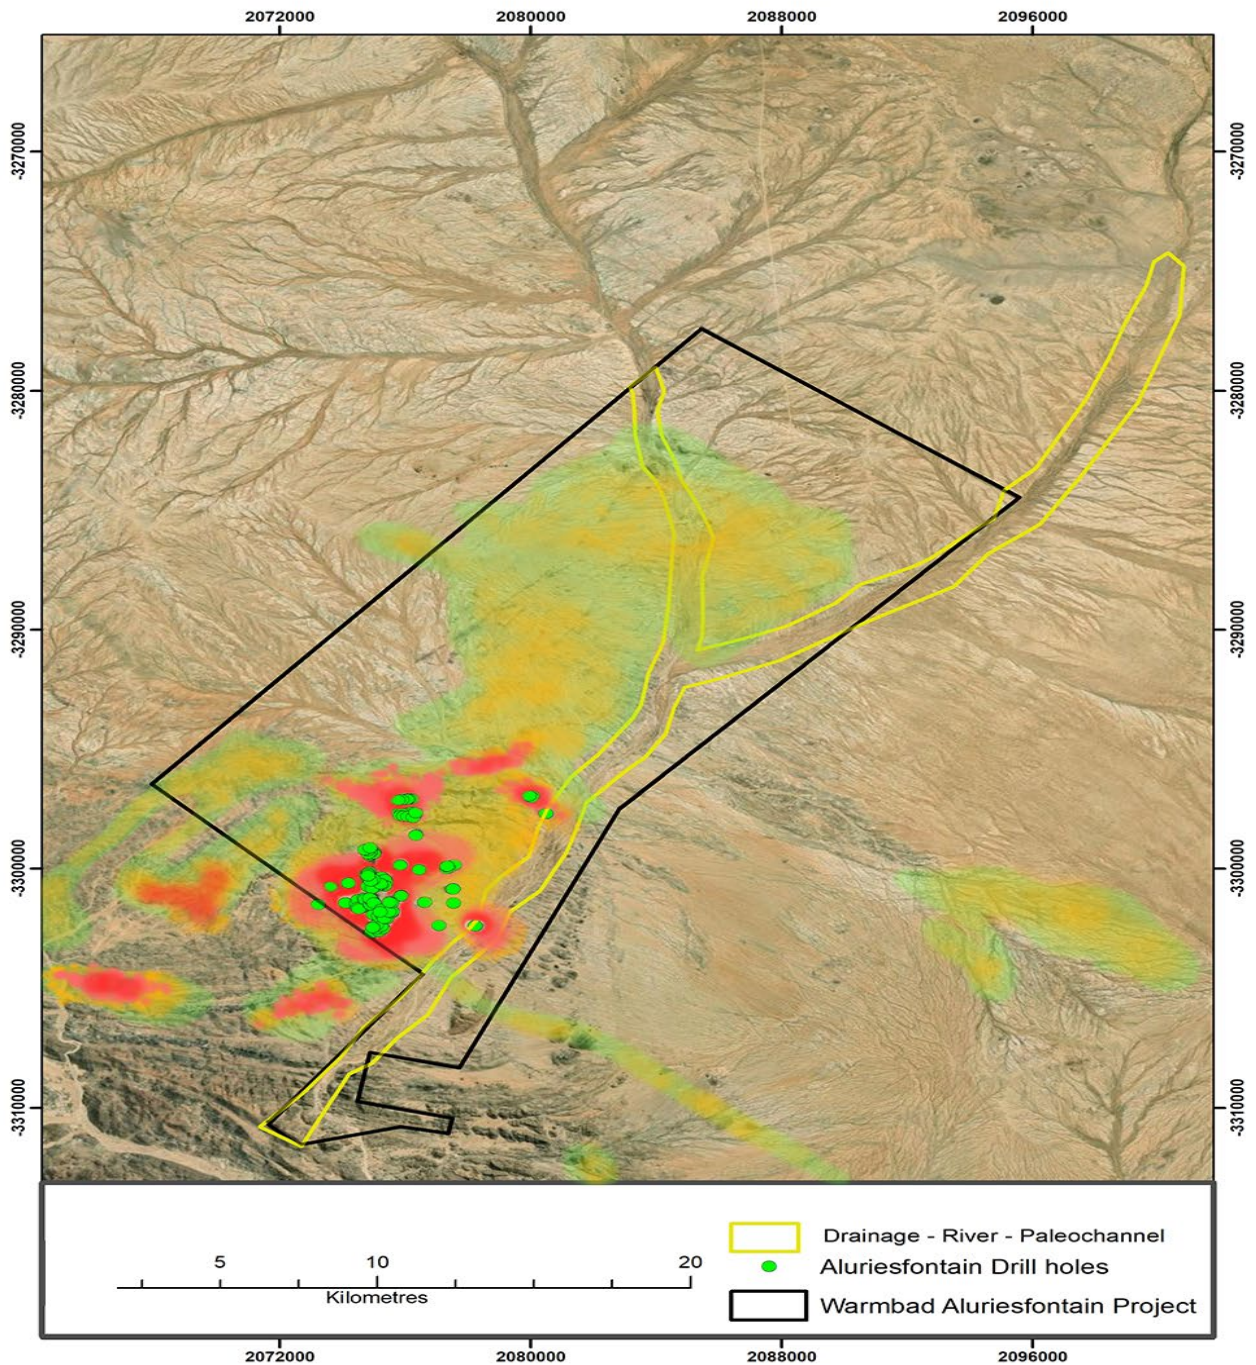 2072000 2080000 2088000 2096000
-3270000 -3270000
-3280000 -3280000
-3290000 -3290000
-3300000 -3300000
-3310000 -3310000
5 10 20
Kilometres
Drainage - River - Paleochannel
Aluriesfontain Drill holes
Warmbad Aluriesfontain Project
2072000 2080000 2088000 2096000